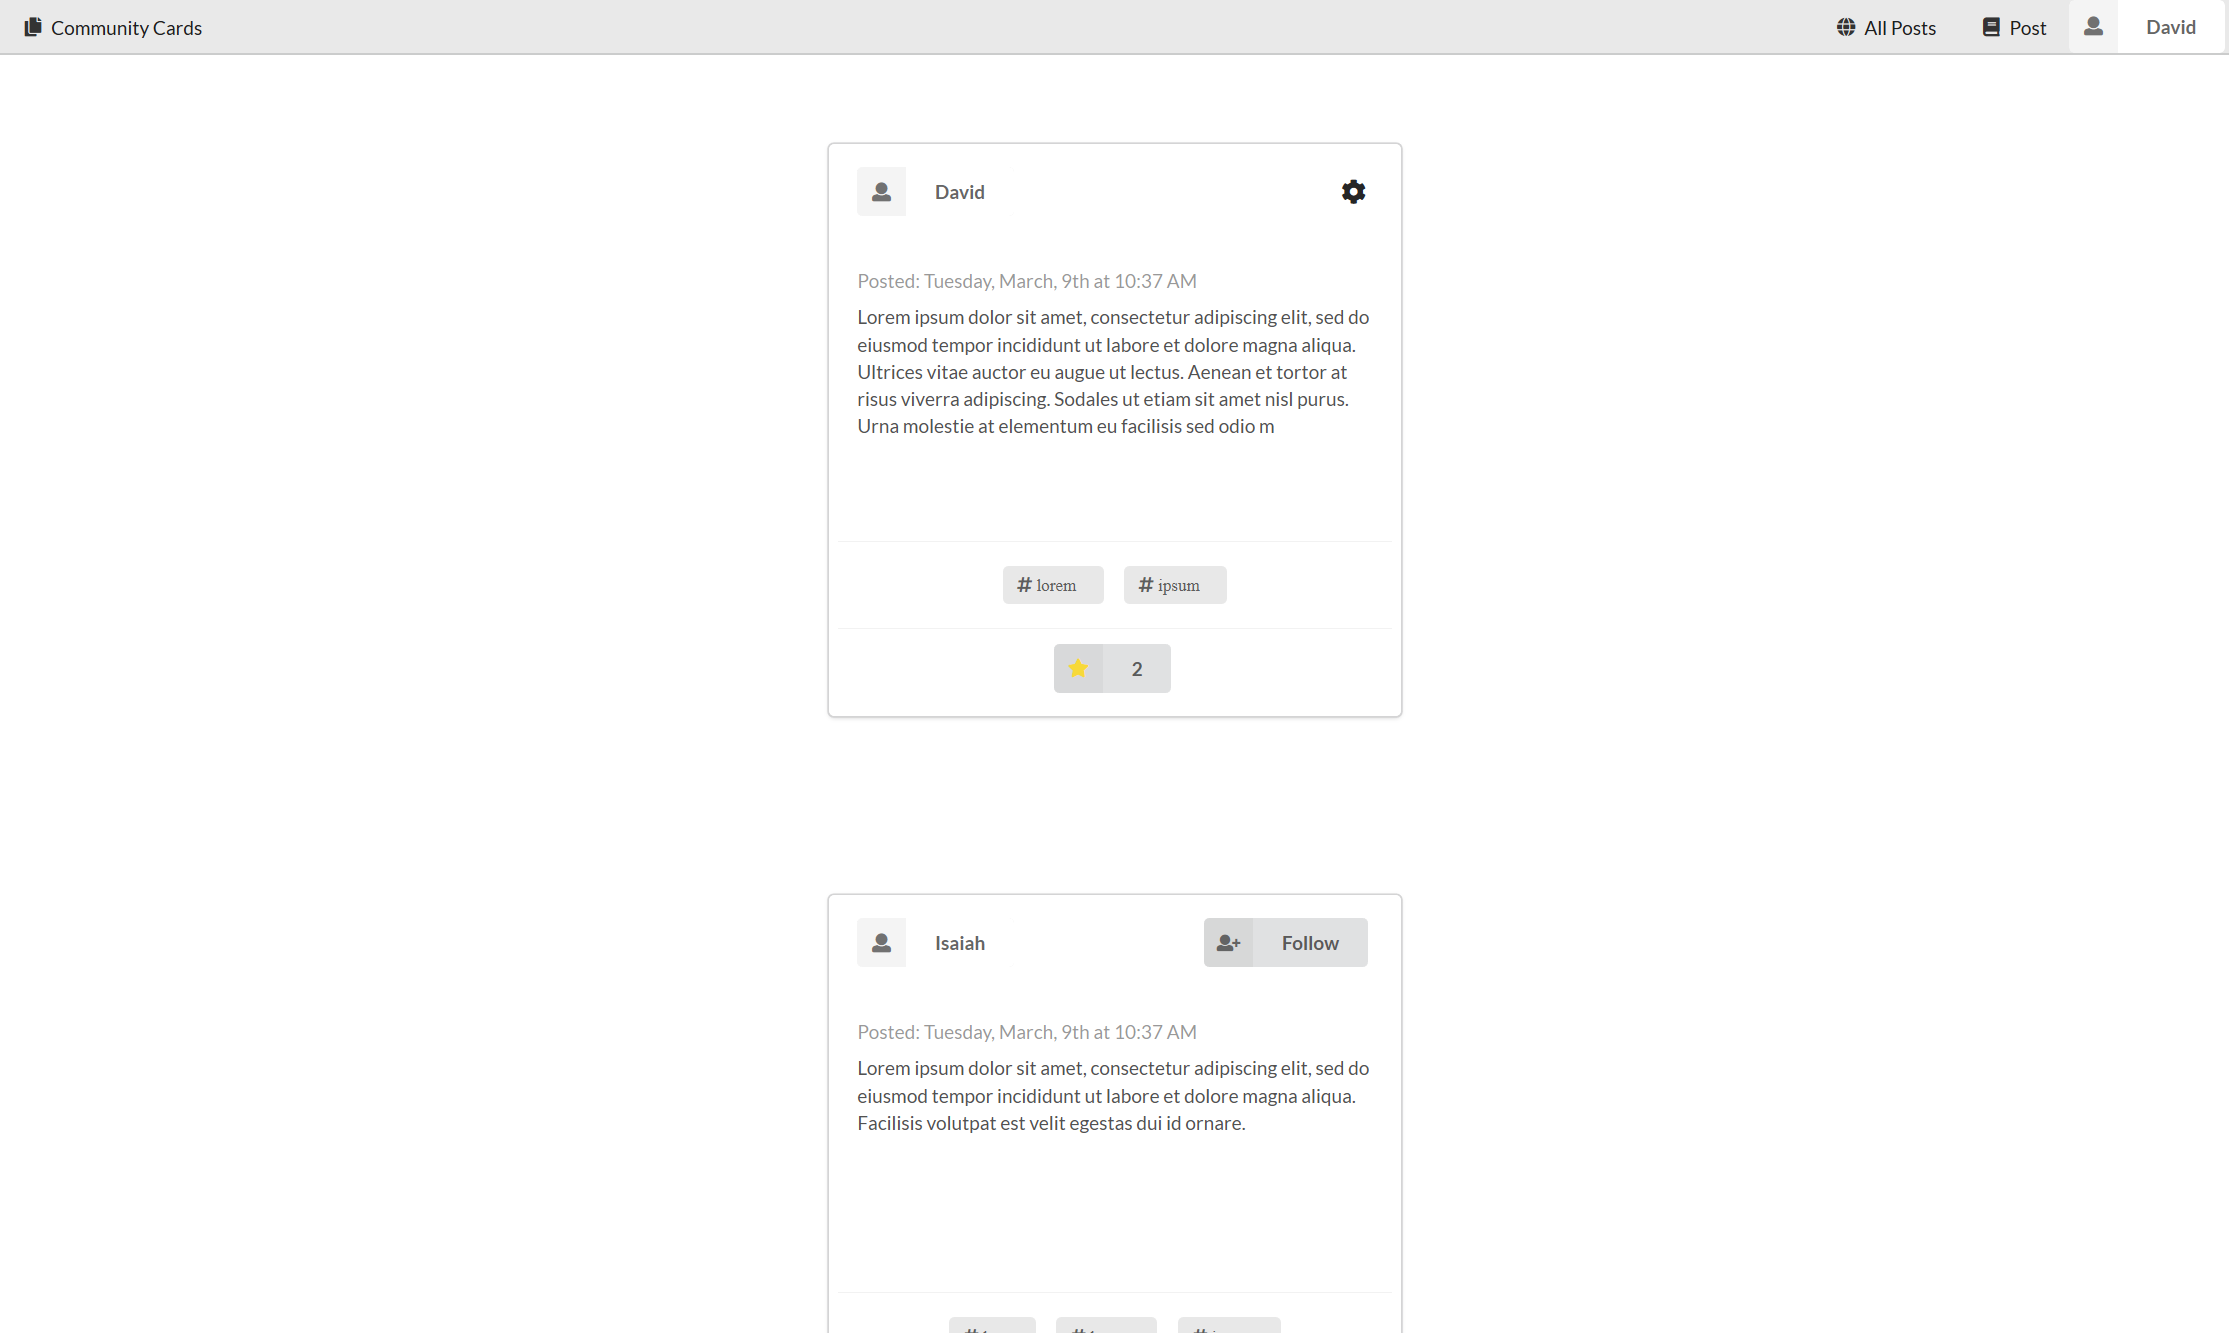 Community Cards
All Posts
Post
David
David
Posted: Tuesday, March, 9th at 10:37 AM
Lorem ipsum dolor sit amet, consectetur adipiscing elit, sed do
eiusmod tempor incididunt ut labore et dolore magna aliqua.
Ultrices vitae auctor eu augue ut lectus. Aenean et tortor at
risus viverra adipiscing. Sodales ut etiam sit amet nisl purus.
Urna molestie at elementum eu facilisis sed odio m
# lorem
# ipsum
2
Isaiah
Follow
Posted: Tuesday, March, 9th at 10:37 AM
Lorem ipsum dolor sit amet, consectetur adipiscing elit, sed do
eiusmod tempor incididunt ut labore et dolore magna aliqua.
Facilisis volutpat est velit egestas dui id ornare.